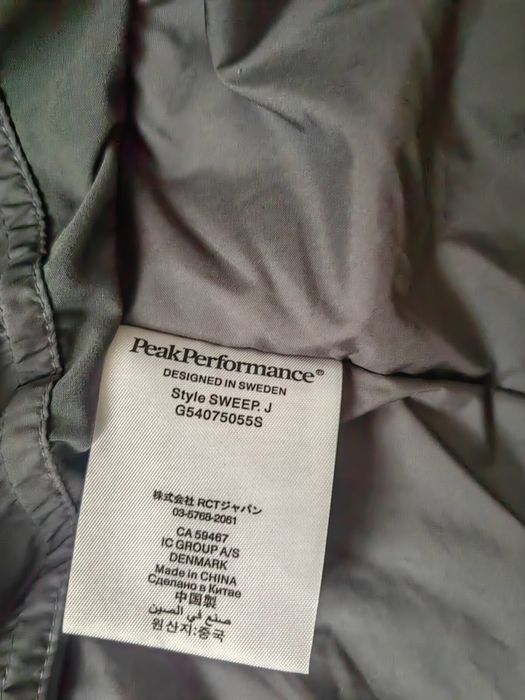 PeakPerformance®
DESIGNED IN SWEDEN
Style SWEEP. J
G54075055S
株式会社 RCTジャパン
03-5768-2061
CA 59467
IC GROUP A/S
DENMARK
Made in CHINA
Сделано в Китае
中国製
صنع في الصين
원산지:중국